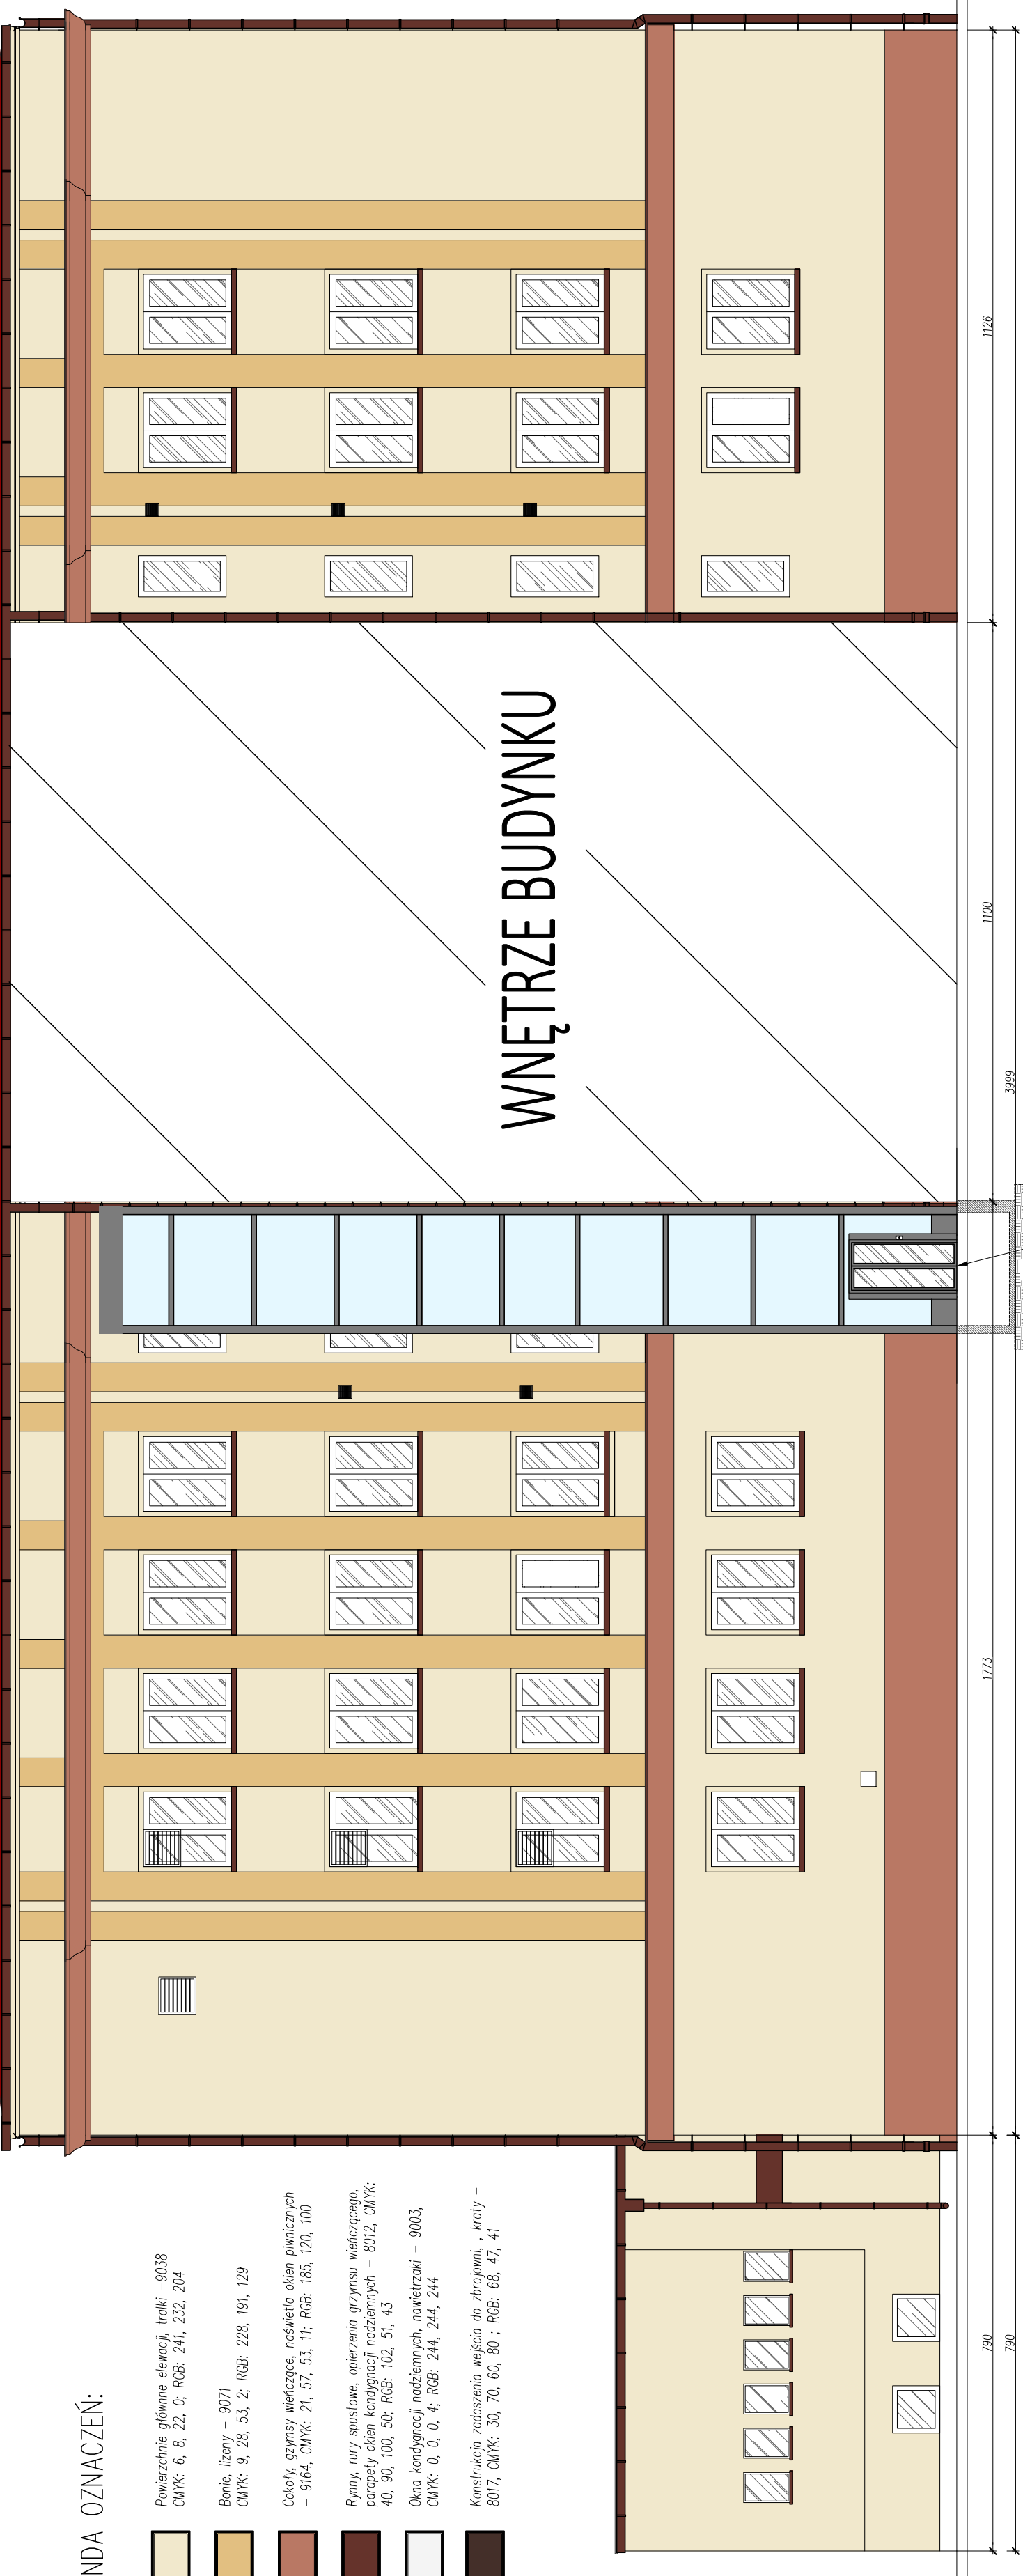 NDA OZNACZEŃ:
Powierzchnie główne elewacji, tralki -9038
CMYK: 6, 8, 22, 0; RGB: 241, 232, 204
Bonie, lizeny - 9071
CMYK: 9, 28, 53, 2; RGB: 228, 191, 129
Cokoły, gzymsy wieńczące, naświetla okien piwnicznych
- 9164, CMYK: 21, 57, 53, 11; RGB: 185, 120, 100
Rynny, rury spustowe, opierzenia grzymsu wieńczącego,
parapety okien kondygnacji nadziemnych - 8012, CMYK:
40, 90, 100, 50; RGB: 102, 51, 43
Okna kondygnacji nadziemnych, nawietrzaki - 9003,
CMYK: 0, 0, 0, 4; RGB: 244, 244, 244
Konstrukcja zadaszenia wejścia do zbrojowni, , kraty -
8017, CMYK: 30, 70, 60, 80 ; RGB: 68, 47, 41
WNĘTRZE BUDYNKU
790
1773
1100
1126
790
3999